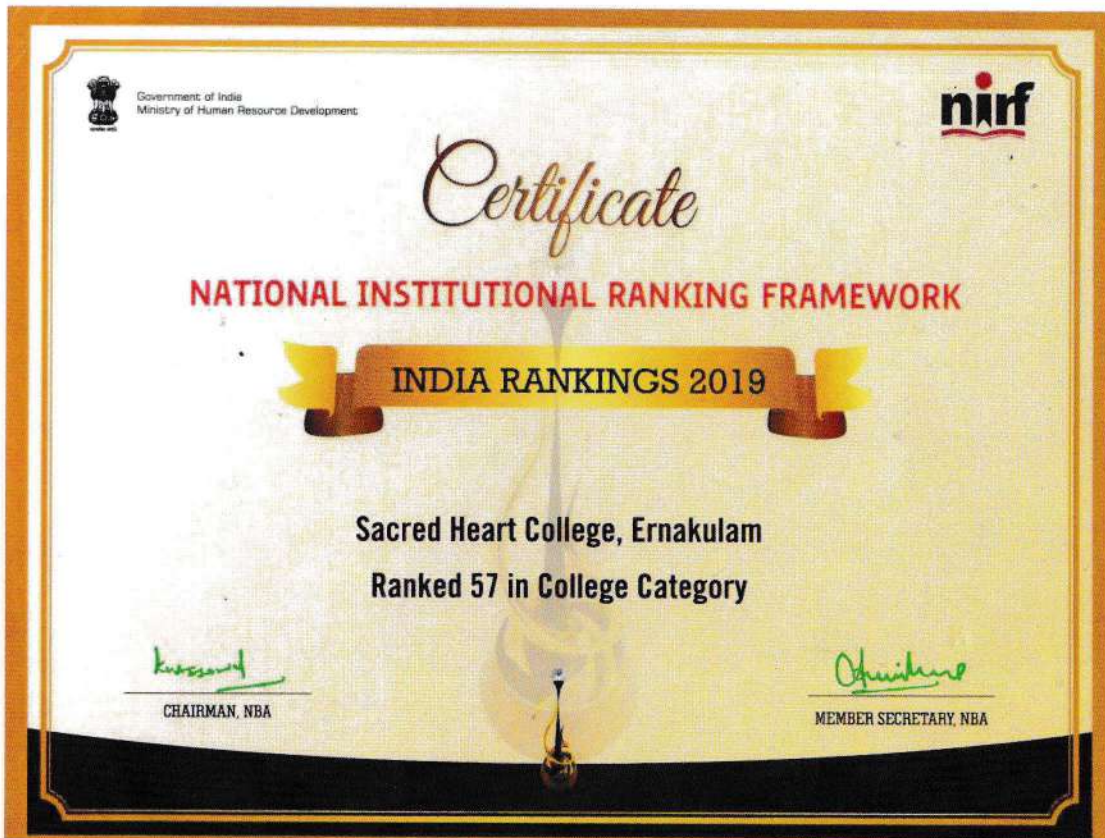 Government of India
Ministry of Human Resource Development
nirf
Certificate
NATIONAL INSTITUTIONAL RANKING FRAMEWORK
INDIA RANKINGS 2019
Sacred Heart College, Ernakulam
Ranked 57 in College Category
CHAIRMAN, NBA
MEMBER SECRETARY, NBA